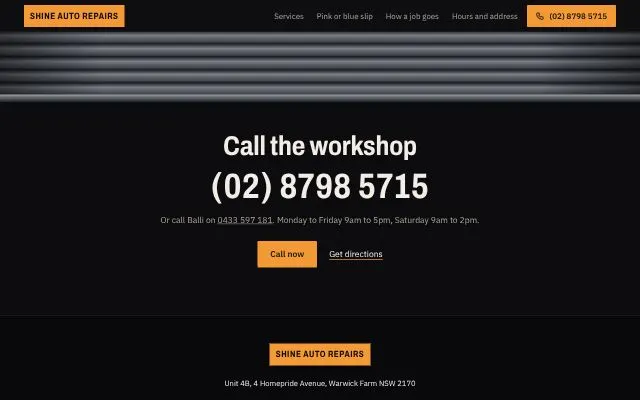 SHINE AUTO REPAIRS
Services
Pink or blue slip
How a job goes
Hours and address
(02) 8798 5715
Call the workshop
(02) 8798 5715
Or call Balli on 0433 597 181. Monday to Friday 9am to 5pm, Saturday 9am to 2pm.
Call now
Get directions
SHINE AUTO REPAIRS
Unit 4B, 4 Homepride Avenue, Warwick Farm NSW 2170